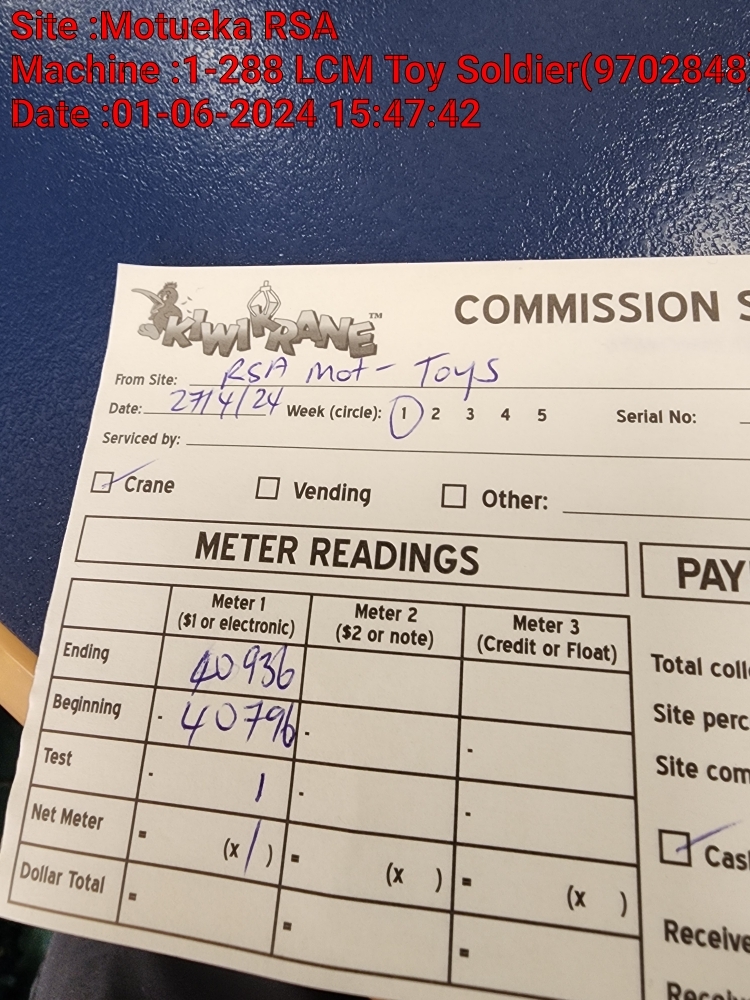 Site :Motueka RSA
Machine :1-288 LCM Toy Soldier(9702848)
Date :01-06-2024 15:47:42
KIWIKRANE™
COMMISSION S
From Site: RSA Mot- Toys
Date: 27/4/24 Week (circle): 1 2 3 4 5 Serial No:
Serviced by:
Crane Vending Other:
METER READINGS
PAY
Meter 1 Meter 2 Meter 3
($1 or electronic) ($2 or note) (Credit or Float)
Ending 40936
Beginning - 40796 - -
Test - 1 - -
Net Meter = (x 1) = (x ) = (x )
Dollar Total = = =
Total colle
Site perc
Site com
Cas
Receive
Receiv